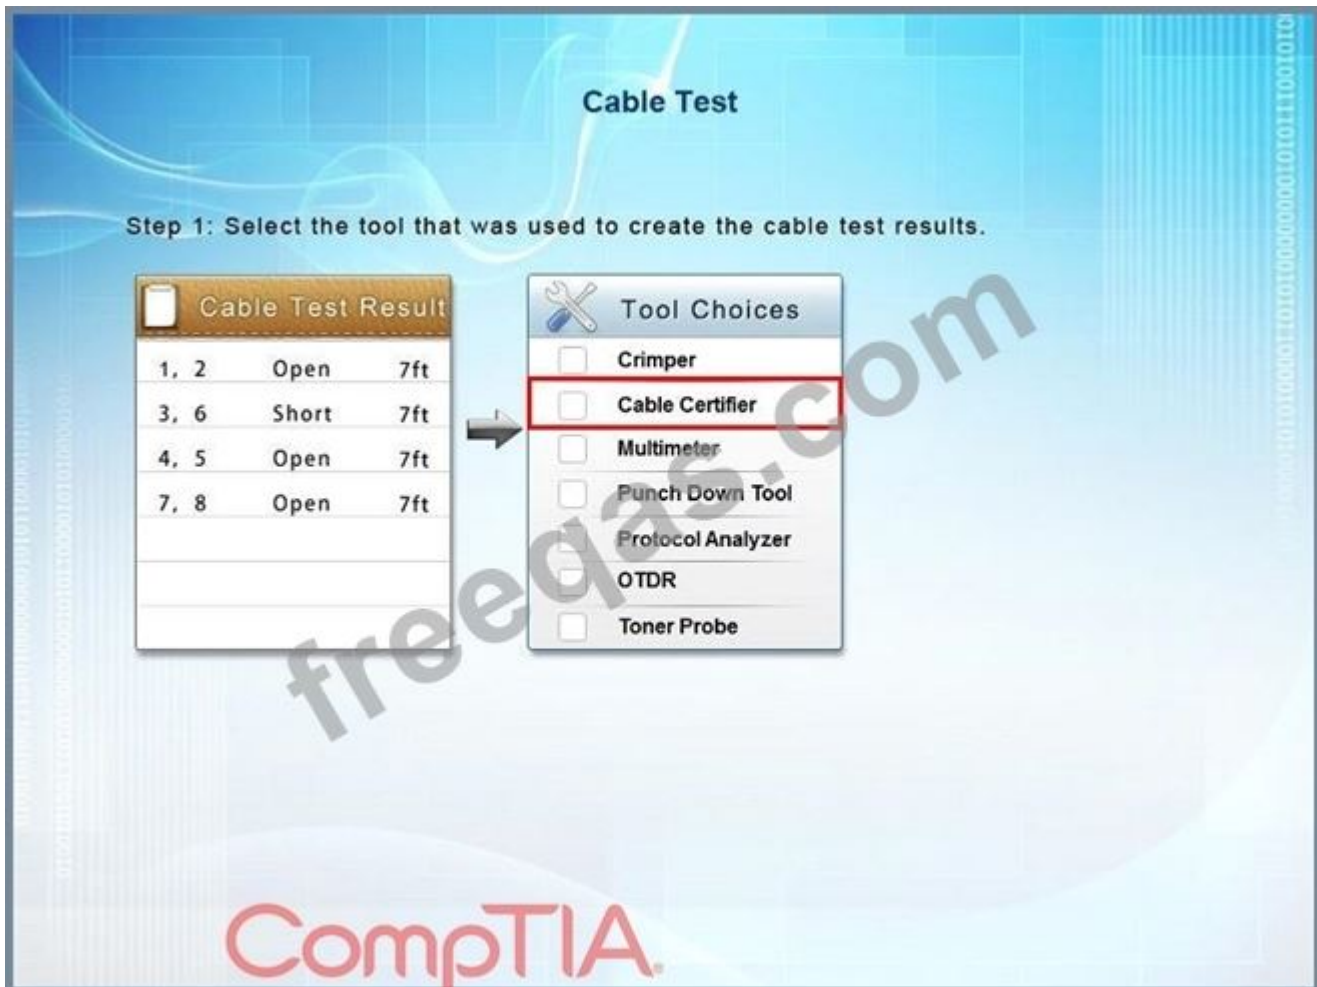 Cable Test
Step 1: Select the tool that was used to create the cable test results.
Cable Test Result
1, 2 Open 7ft
3, 6 Short 7ft
4, 5 Open 7ft
7, 8 Open 7ft
Tool Choices
Crimper
Cable Certifier
Multimeter
Punch Down Tool
Protocol Analyzer
OTDR
Toner Probe
freeqas.com
CompTIA.